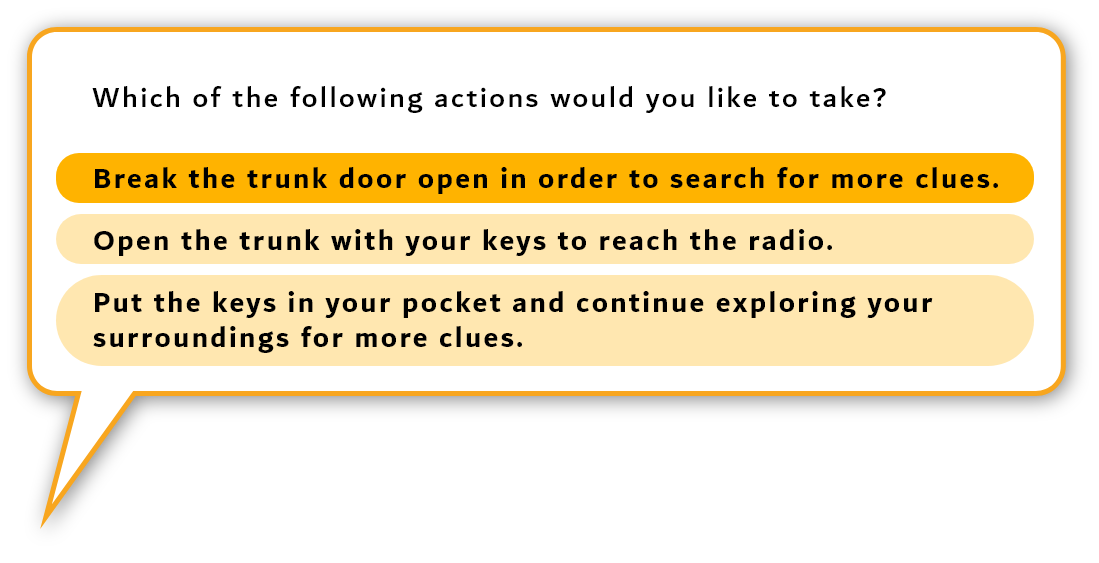 Which of the following actions would you like to take?
Break the trunk door open in order to search for more clues.
Open the trunk with your keys to reach the radio.
Put the keys in your pocket and continue exploring your
surroundings for more clues.